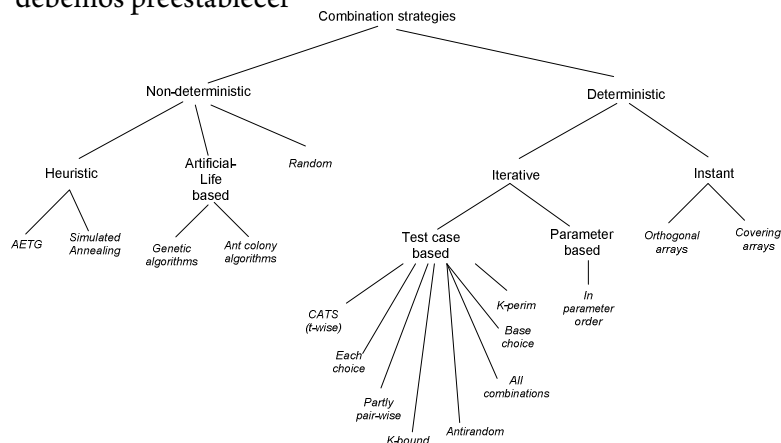 debemos preestablecer
Combination strategies
Non-deterministic
Deterministic
Heuristic
Artificial-
Life
based
Random
Iterative
Instant
AETG
Simulated
Annealing
Genetic
algorithms
Ant colony
algorithms
Test case
based
Parameter
based
Orthogonal
arrays
Covering
arrays
CATS
(t-wise)
Each
choice
Partly
pair-wise
K-bound
Antirandom
All
combinations
Base
choice
K-perim
In
parameter
order